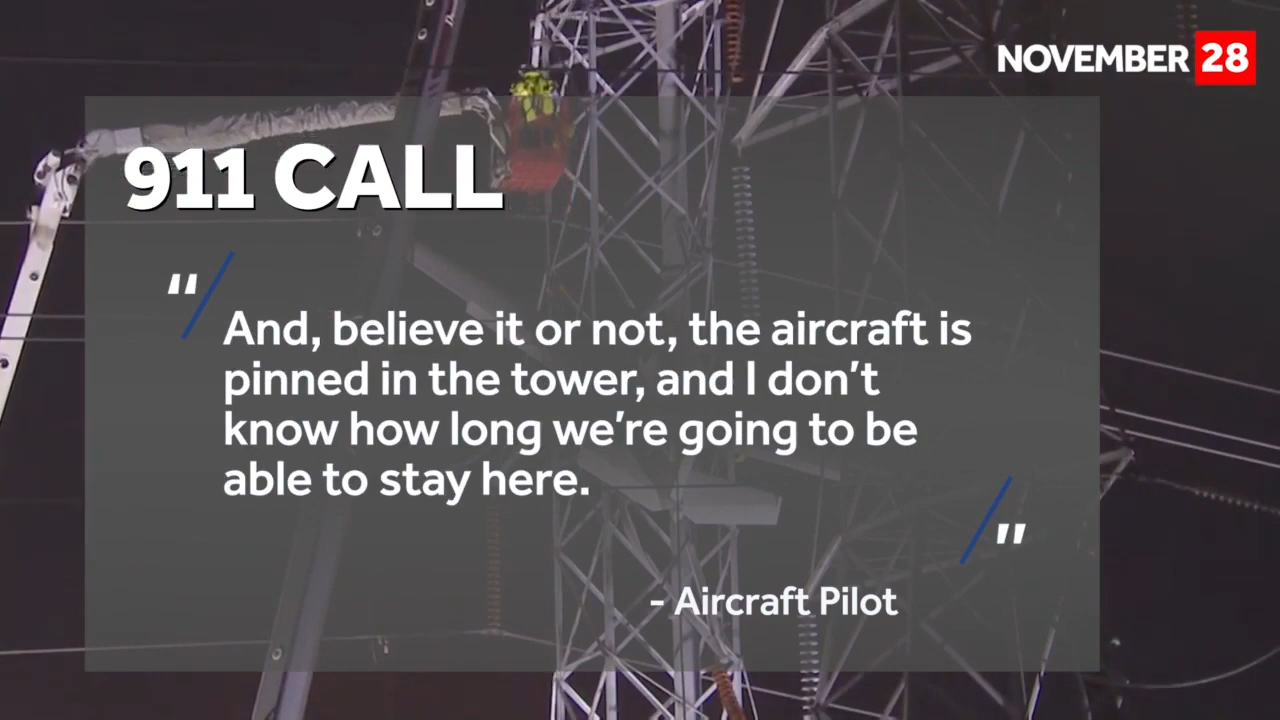 NOVEMBER 28
911 CALL
"
And, believe it or not, the aircraft is
pinned in the tower, and I don't
know how long we're going to be
able to stay here.
"
- Aircraft Pilot